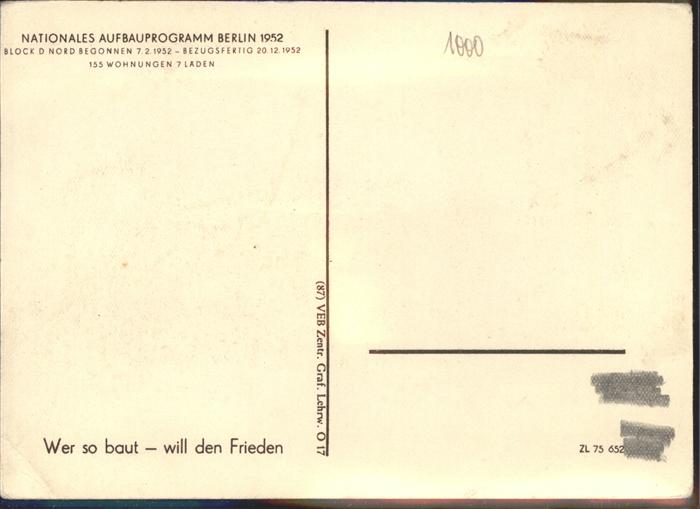 NATIONALES AUFBAUPROGRAMM BERLIN 1952
BLOCK D NORD BEGONNEN 7.2.1952 – BEZUGSFERTIG 20.12.1952
155 WOHNUNGEN 7 LADEN
1000
(87) VEB Zentr. Graf. Lehrw. O 17
Wer so baut – will den Frieden
ZL 75 652